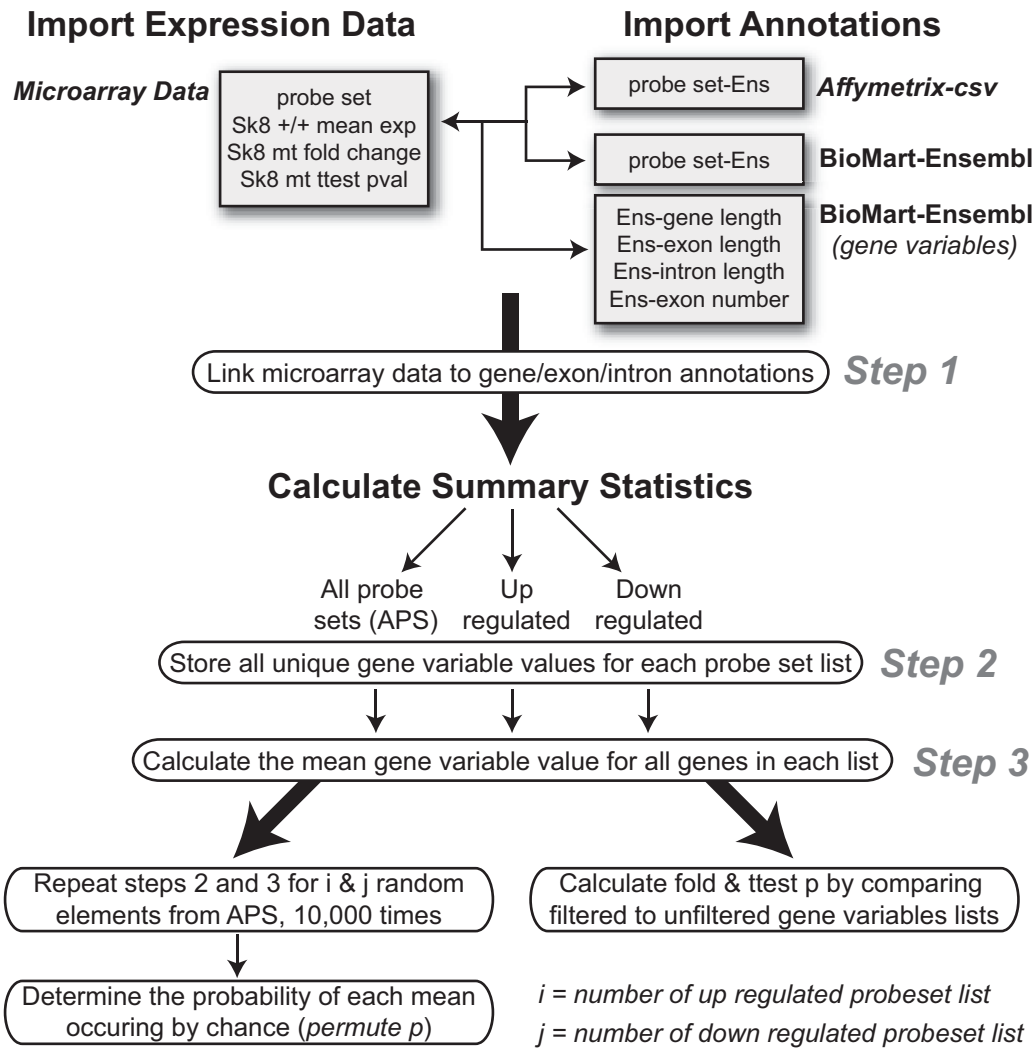 Import Expression Data
Import Annotations
Microarray Data
probe set
Sk8 +/+ mean exp
Sk8 mt fold change
Sk8 mt ttest pval
probe set-Ens
Affymetrix-csv
probe set-Ens
BioMart-Ensembl
Ens-gene length
Ens-exon length
Ens-intron length
Ens-exon number
BioMart-Ensembl
(gene variables)
Link microarray data to gene/exon/intron annotations
Step 1
Calculate Summary Statistics
All probe
sets (APS)
Up
regulated
Down
regulated
Store all unique gene variable values for each probe set list
Step 2
Calculate the mean gene variable value for all genes in each list
Step 3
Repeat steps 2 and 3 for i & j random
elements from APS, 10,000 times
Calculate fold & ttest p by comparing
filtered to unfiltered gene variables lists
Determine the probability of each mean
occuring by chance (permute p)
i = number of up regulated probeset list
j = number of down regulated probeset list